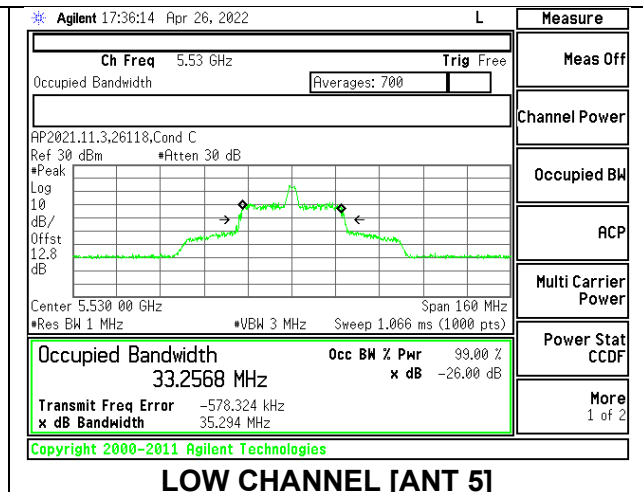 Agilent 17:36:14 Apr 26, 2022 L Measure
Ch Freq 5.53 GHz Trig Free
Occupied Bandwidth Averages: 700
Meas Off
Channel Power
Occupied BW
ACP
Multi Carrier
Power
Power Stat
CCDF
More
1 of 2
AP2021.11.3,26118,Cond C
Ref 30 dBm #Atten 30 dB
#Peak
Log
10
dB/
Offst
12.8
dB
Center 5.530 00 GHz Span 160 MHz
#Res BW 1 MHz #VBW 3 MHz Sweep 1.066 ms (1000 pts)
Occupied Bandwidth Occ BW % Pwr 99.00 %
33.2568 MHz x dB -26.00 dB
Transmit Freq Error -578.324 kHz
x dB Bandwidth 35.294 MHz
Copyright 2000-2011 Agilent Technologies
LOW CHANNEL [ANT 5]